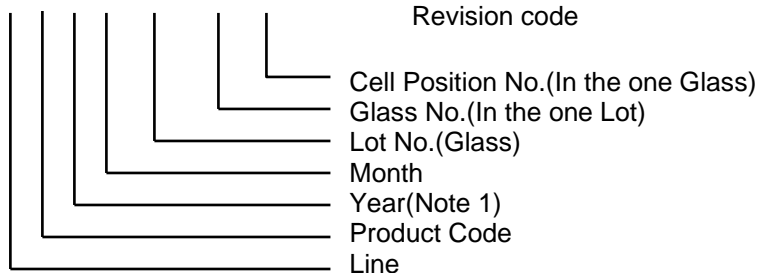 Revision code
Cell Position No.(In the one Glass)
Glass No.(In the one Lot)
Lot No.(Glass)
Month
Year(Note 1)
Product Code
Line